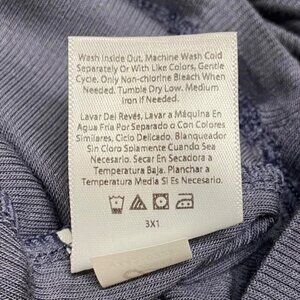 Wash Inside Out, Machine Wash Cold
Separately Or With Like Colors, Gentle
Cycle. Only Non-chlorine Bleach When
Needed. Tumble Dry Low. Medium
Iron if Needed.
Lavar Del Revés, Lavar a Máquina En
Agua Fria Por Separado o Con Colores
Similares, Ciclo Delicado. Blanqueador
Sin Cloro Solamente Cuando Sea
Necesario. Secar En Secadora a
Temperatura Baja. Planchar a
Temperatura Media Si Es Necesario.
3X1